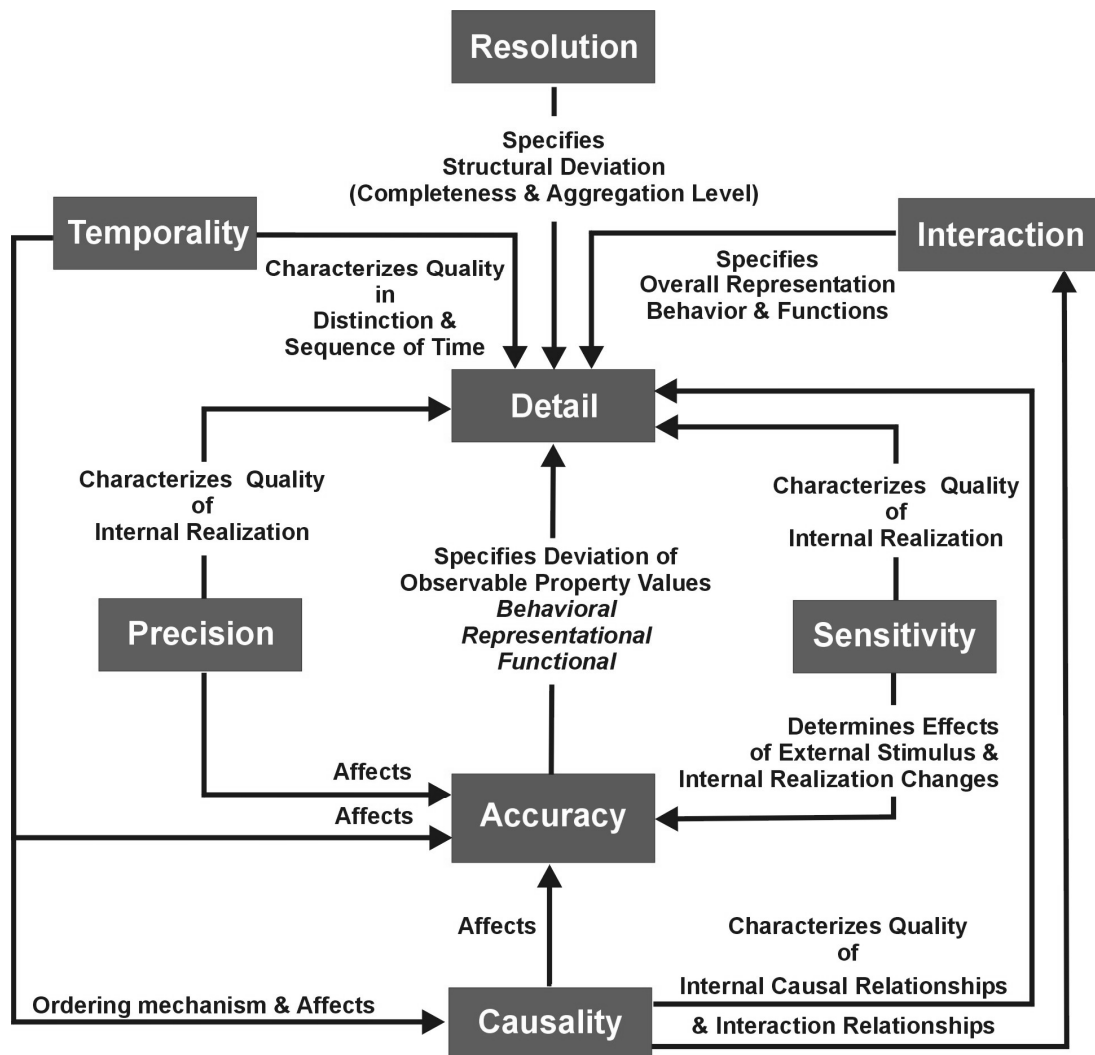 Resolution
Specifies
Structural Deviation
(Completeness & Aggregation Level)
Temporality
Interaction
Characterizes Quality
in
Distinction &
Sequence of Time
Specifies
Overall Representation
Behavior & Functions
Detail
Characterizes Quality
of
Internal Realization
Characterizes Quality
of
Internal Realization
Specifies Deviation of
Observable Property Values
Behavioral
Representational
Functional
Precision
Sensitivity
Determines Effects
of External Stimulus &
Internal Realization Changes
Affects
Affects
Accuracy
Affects
Characterizes Quality
of
Internal Causal Relationships
& Interaction Relationships
Ordering mechanism & Affects
Causality